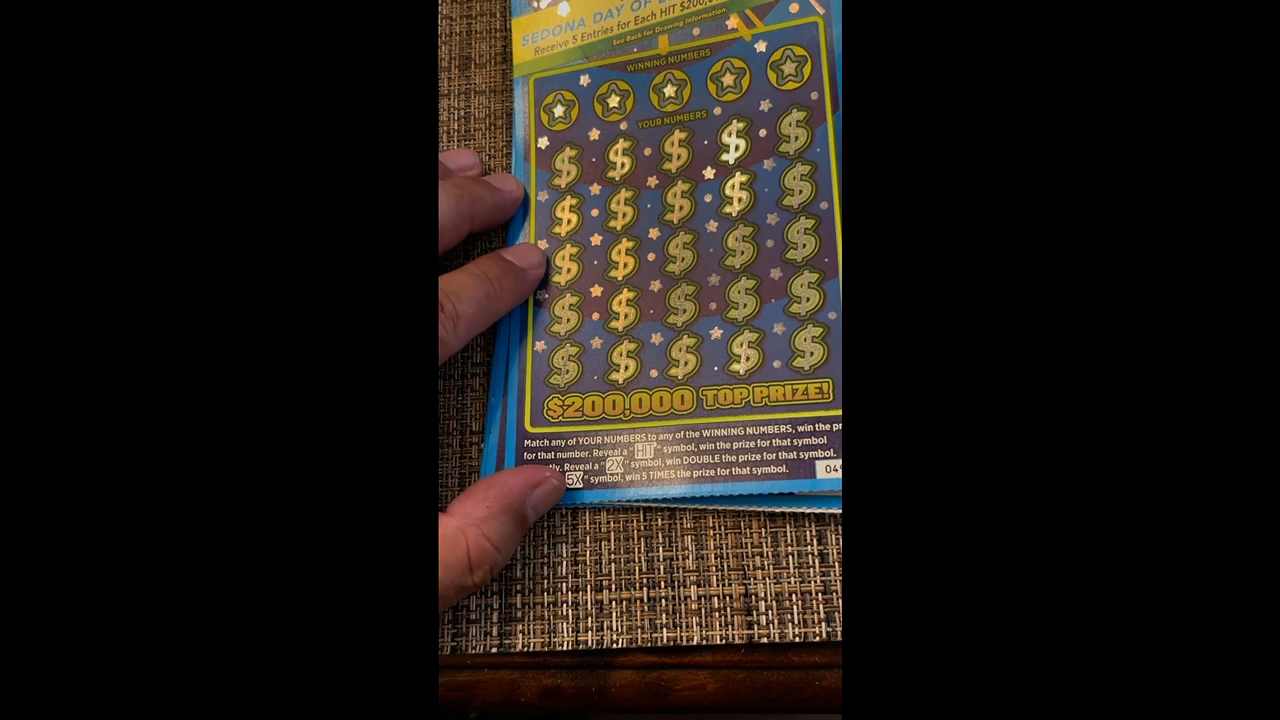 SEDONA DAY OF
Receive 5 Entries for Each HIT $200,
See Back for Drawing Information.
WINNING NUMBERS
YOUR NUMBERS
$ $ $ $ $
$ $ $ $ $
$ $ $ $ $
$ $ $ $ $
$ $ $ $ $
$200,000 TOP PRIZE!
Match any of YOUR NUMBERS to any of the WINNING NUMBERS, win the
for that number. Reveal a "HIT" symbol, win the prize for that symbol
Reveal a "2X" symbol, win DOUBLE the prize for that symbol.
5X" symbol, win 5 TIMES the prize for that symbol.